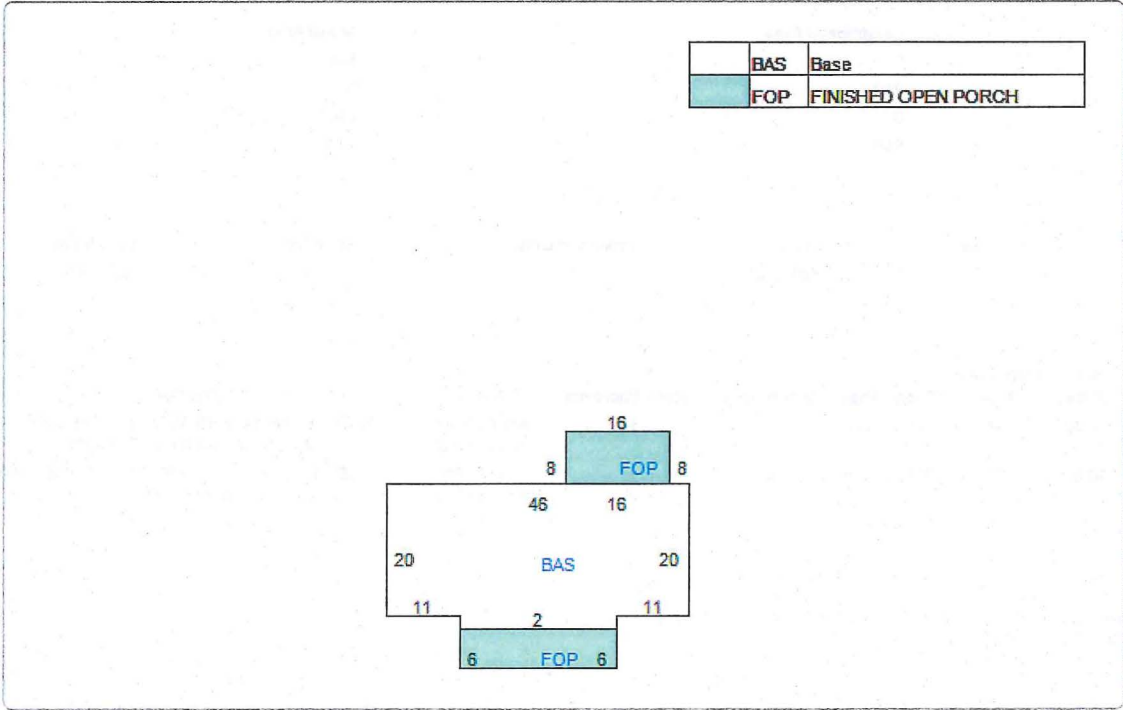 BAS Base
FOP FINISHED OPEN PORCH
16
8 FOP 8
46 16
20 BAS 20
11 2 11
6 FOP 6